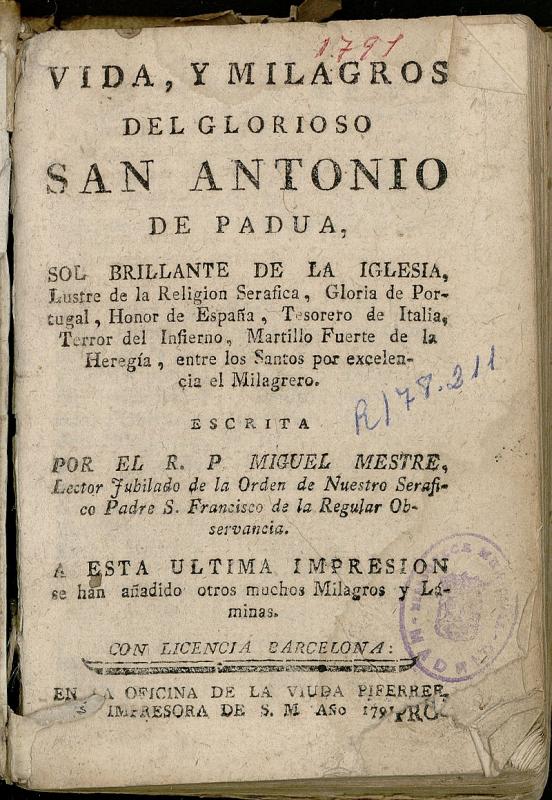 1791
VIDA, Y MILAGROS
DEL GLORIOSO
SAN ANTONIO
DE PADUA,
SOL BRILLANTE DE LA IGLESIA,
Lustre de la Religion Serafica, Gloria de Por-
tugal, Honor de España, Tesorero de Italia,
Terror del Infierno, Martillo Fuerte de la
Heregía, entre los Santos por excelen-
cia el Milagrero.
R/178.211
ESCRITA
POR EL R. P MIGUEL MESTRE,
Lector Jubilado de la Orden de Nuestro Serafi-
co Padre S. Francisco de la Regular Ob-
servancia.
A ESTA ULTIMA IMPRESION
se han añadido otros muchos Milagros y Lá-
minas.
CON LICENCIA BARCELONA:
EN LA OFICINA DE LA VIUDA PIFERRER,
IMPRESORA DE S. M Año 179
MADRID